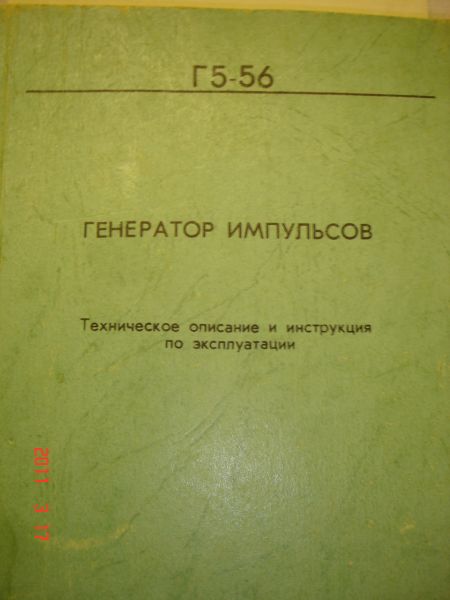 Г5-56
ГЕНЕРАТОР ИМПУЛЬСОВ
Техническое описание и инструкция
по эксплуатации
2011 3 17